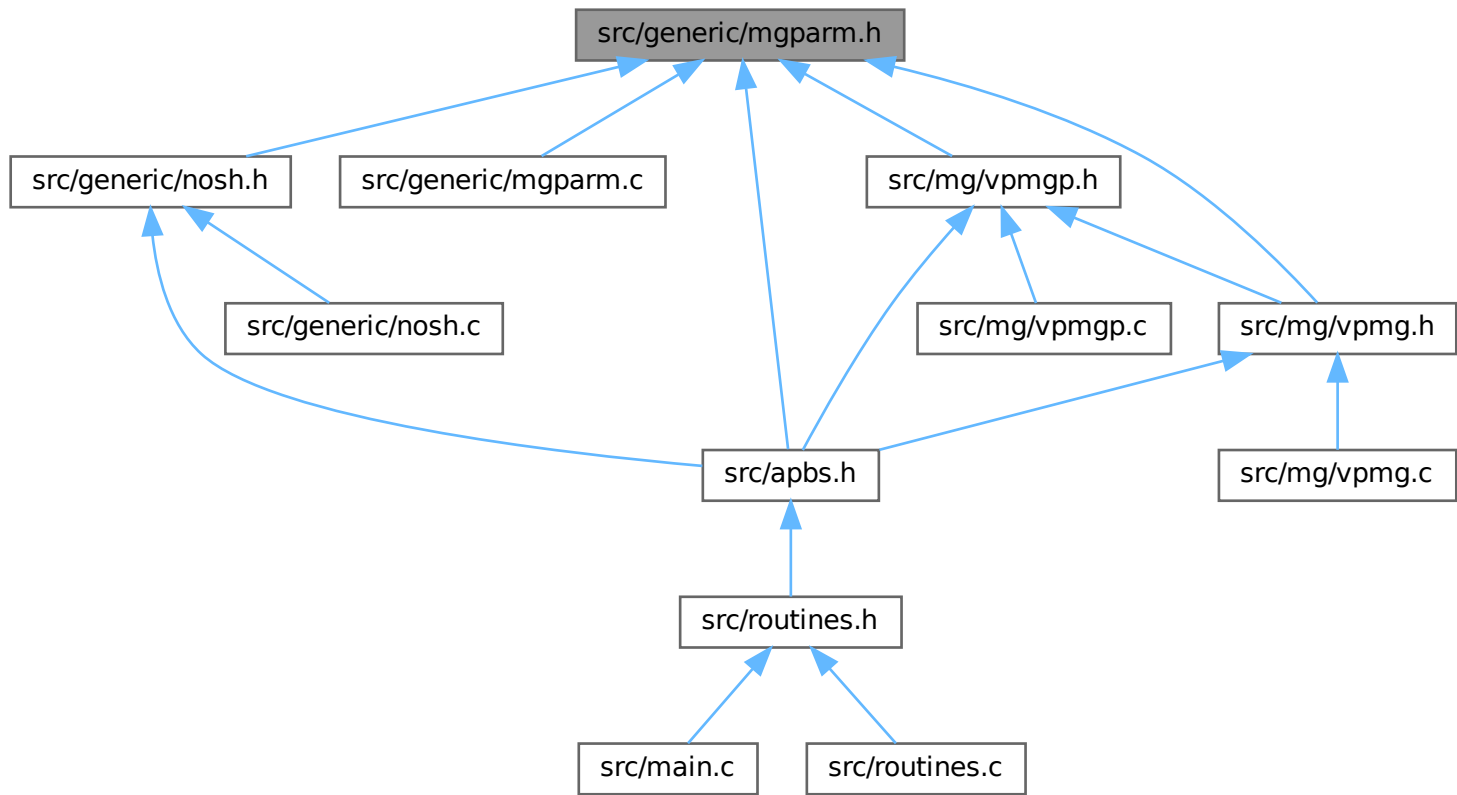 src/generic/mgparm.h
src/generic/nosh.h
src/generic/mgparm.c
src/mg/vpmgp.h
src/generic/nosh.c
src/mg/vpmgp.c
src/mg/vpmg.h
src/apbs.h
src/mg/vpmg.c
src/routines.h
src/main.c
src/routines.c